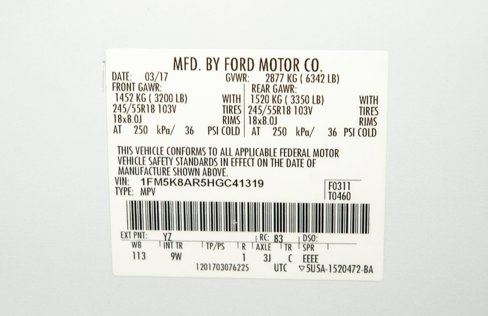 MFD. BY FORD MOTOR CO.
DATE: 03/17 GVWR: 2877 KG ( 6342 LB)
FRONT GAWR: REAR GAWR:
1452 KG ( 3200 LB) WITH 1520 KG ( 3350 LB) WITH
245/55R18 103V TIRES 245/55R18 103V TIRES
18x8.0J RIMS 18x8.0J RIMS
AT 250 kPa/ 36 PSI COLD AT 250 kPa/ 36 PSI COLD
THIS VEHICLE CONFORMS TO ALL APPLICABLE FEDERAL MOTOR
VEHICLE SAFETY STANDARDS IN EFFECT ON THE DATE OF
MANUFACTURE SHOWN ABOVE.
VIN: 1FM5K8AR5HGC41319 F0311
TYPE: MPV T0460
EXT PNT: YZ RC: 83 DSO:
WB INT TR TP/PS R AXLE TR SPR
113 9W 1 3J C EEEE
1201703076225 UTC ▽5U5A-1520472-BA